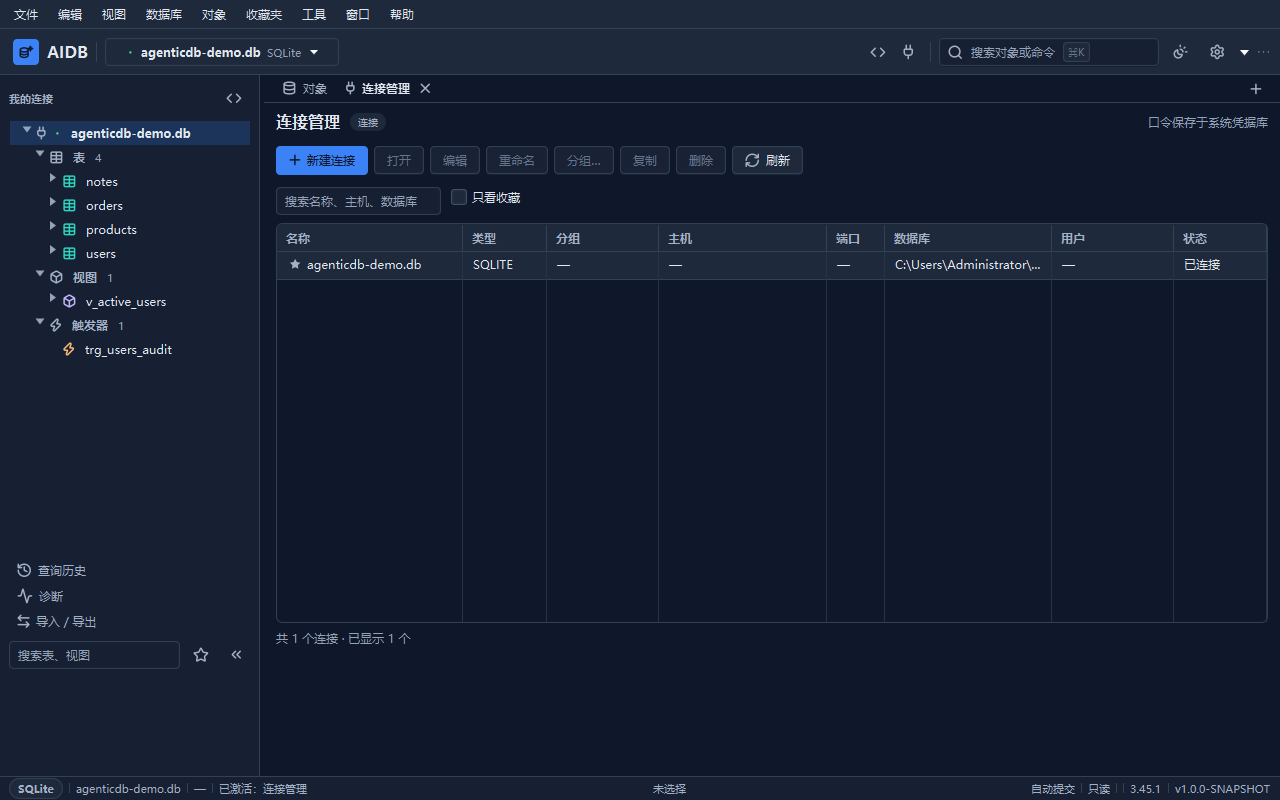 文件 编辑 视图 数据库 对象 收藏夹 工具 窗口 帮助
AIDB agenticdb-demo.db SQLite 搜索对象或命令 ⌘K
我的连接
agenticdb-demo.db
表 4
notes
orders
products
users
视图 1
v_active_users
触发器 1
trg_users_audit
查询历史
诊断
导入 / 导出
搜索表、视图
对象 连接管理
连接管理 连接 口令保存于系统凭据库
新建连接 打开 编辑 重命名 分组... 复制 删除 刷新
搜索名称、主机、数据库 只看收藏
名称 类型 分组 主机 端口 数据库 用户 状态
agenticdb-demo.db SQLITE — — — C:\Users\Administrator\... — 已连接
共 1 个连接 · 已显示 1 个
SQLite agenticdb-demo.db — 已激活：连接管理 未选择 自动提交 只读 3.45.1 v1.0.0-SNAPSHOT